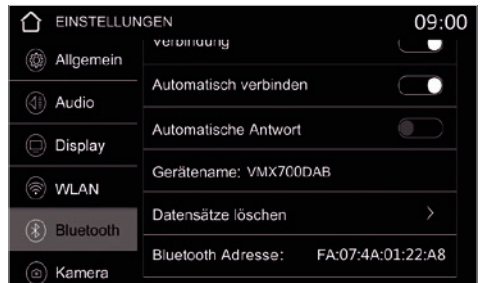 EINSTELLUNGEN 09:00
Allgemein
Audio
Display
WLAN
Bluetooth
Kamera
Verbindung
Automatisch verbinden
Automatische Antwort
Gerätename: VMX700DAB
Datensätze löschen
Bluetooth Adresse: FA:07:4A:01:22:A8